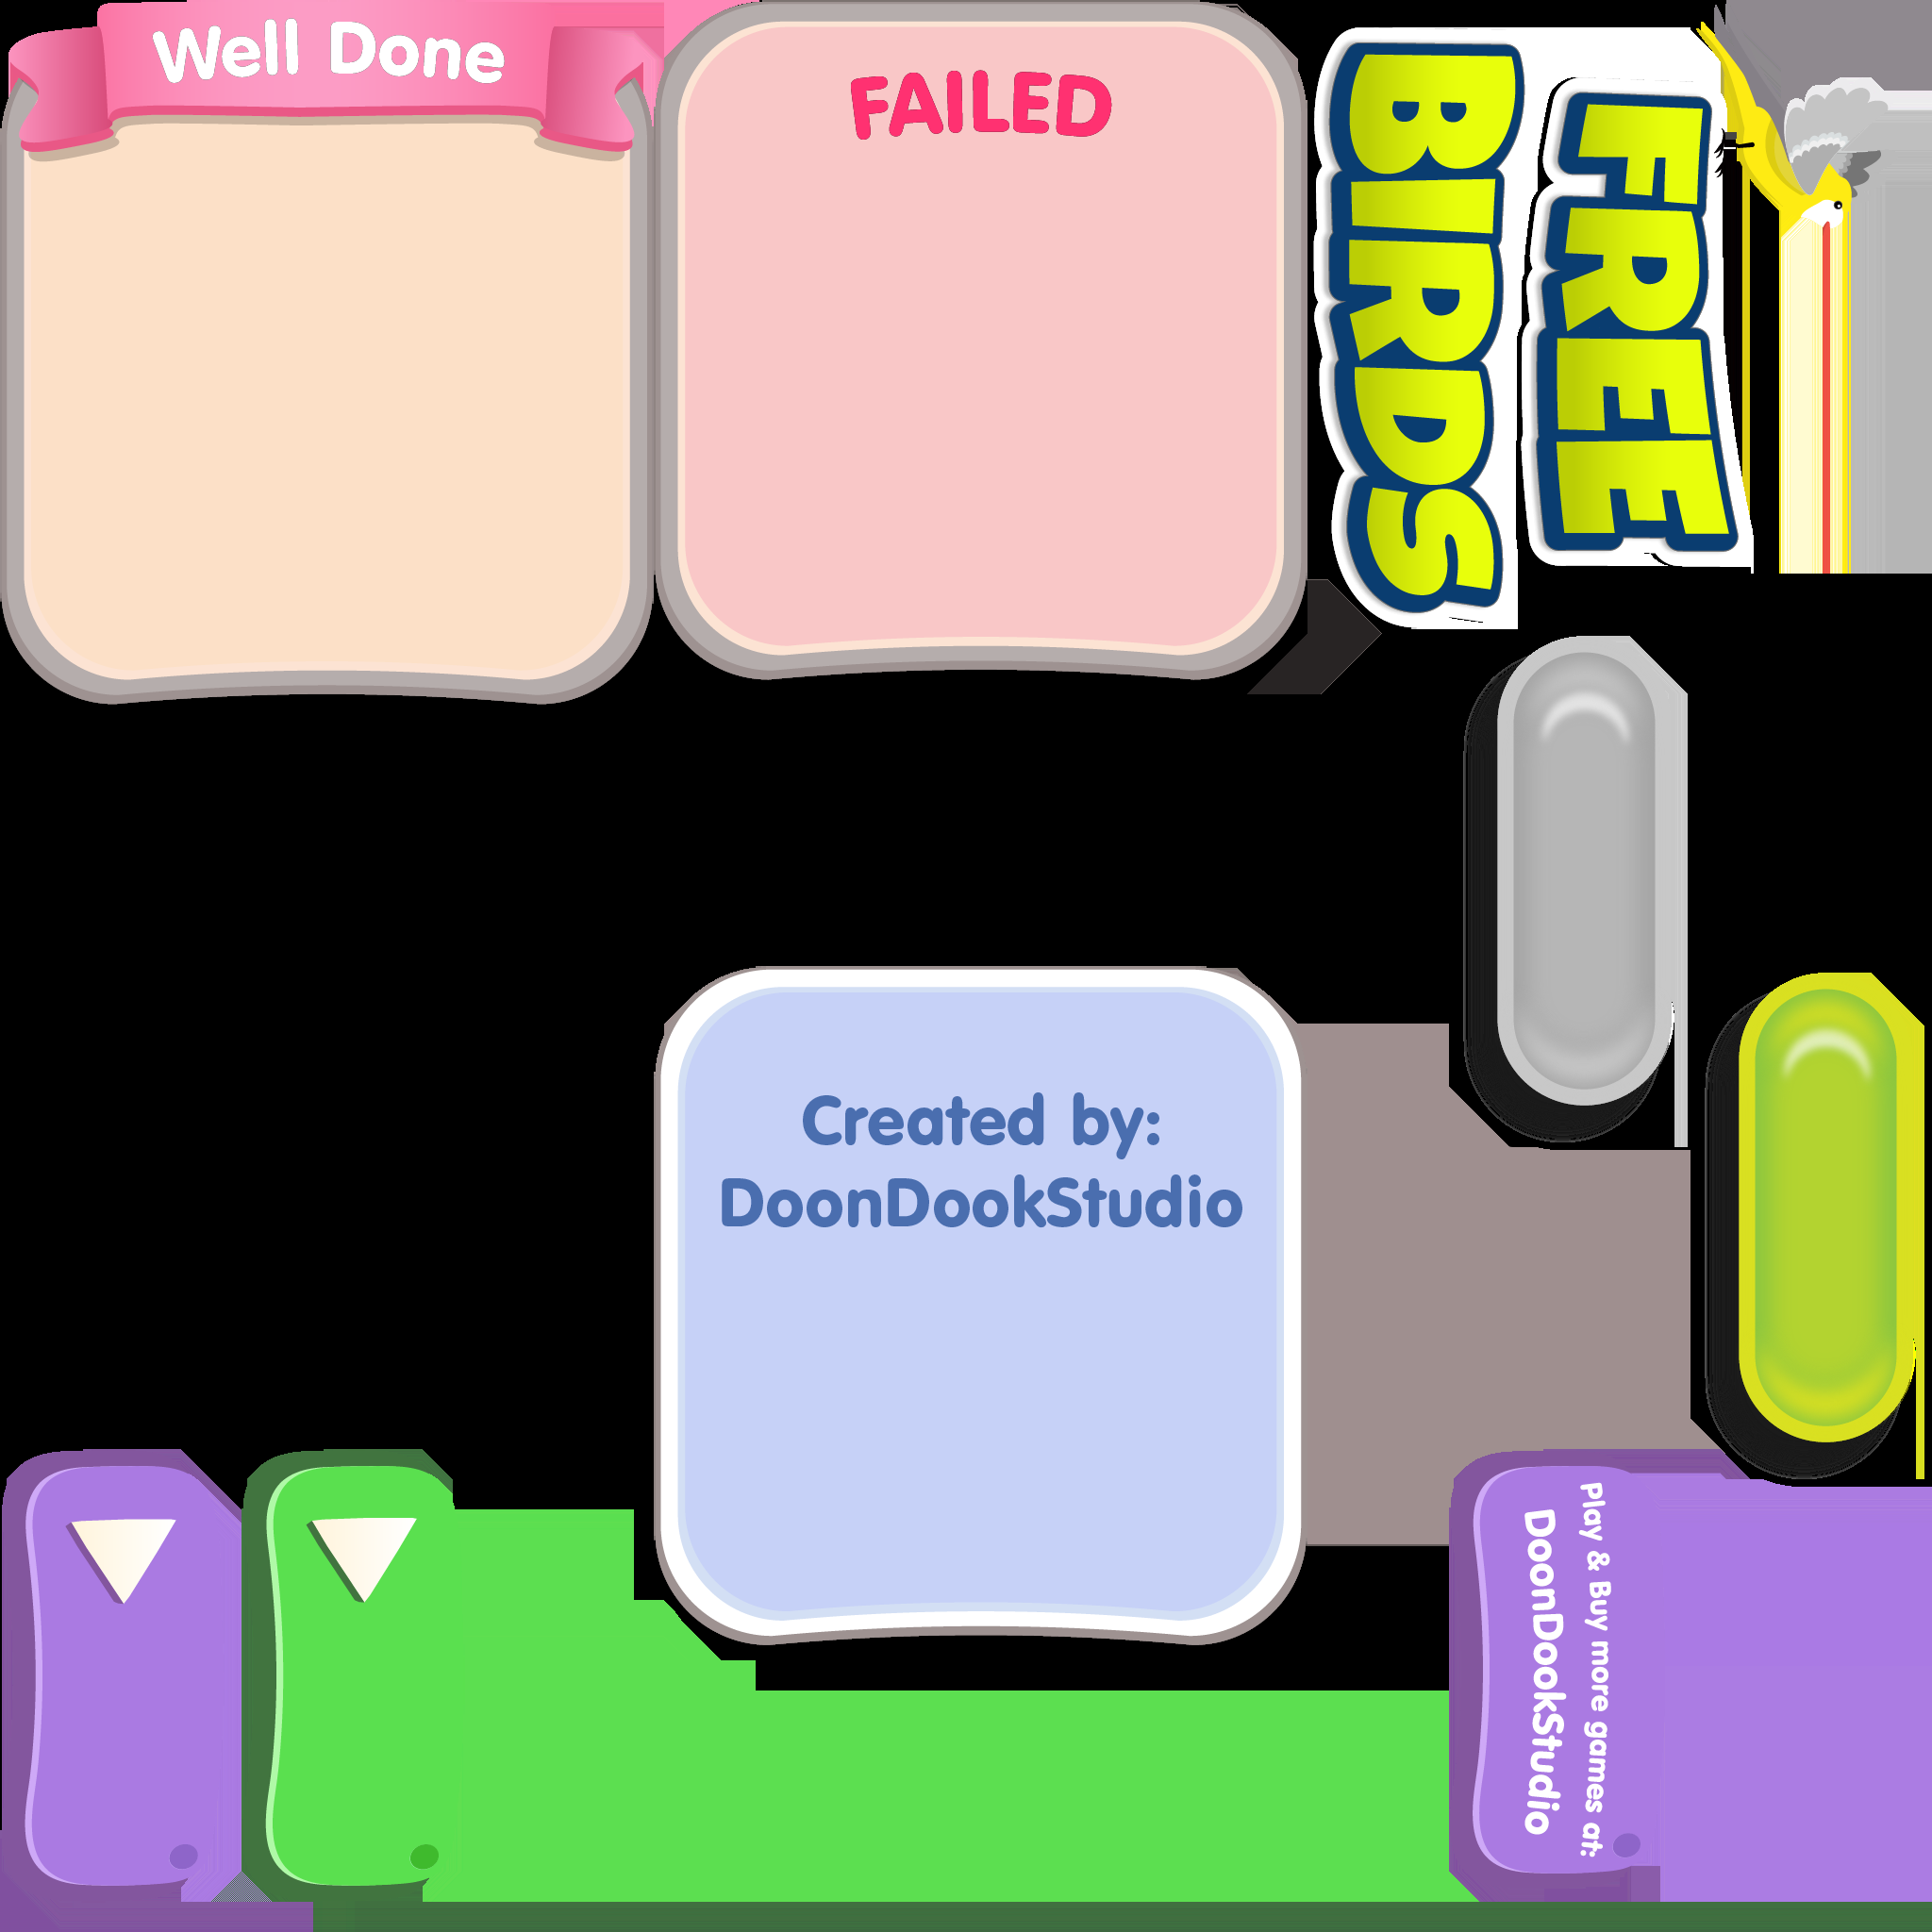 Well Done
FAILED
FREE
BIRDS
Created by:
DoonDookStudio
Play & Buy more games at:
DoonDookStudio